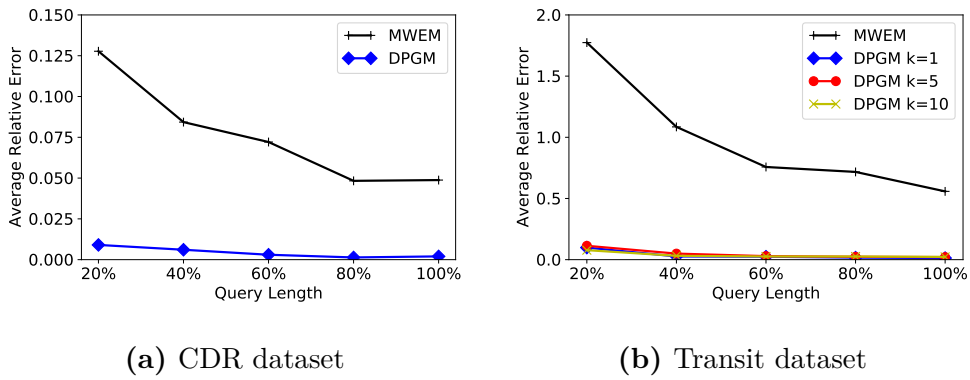 0.150
0.125
0.100
0.075
0.050
0.025
0.000
Average Relative Error
20% 40% 60% 80% 100%
Query Length
MWEM
DPGM
(a) CDR dataset
2.0
1.5
1.0
0.5
0.0
Average Relative Error
20% 40% 60% 80% 100%
Query Length
MWEM
DPGM k=1
DPGM k=5
DPGM k=10
(b) Transit dataset